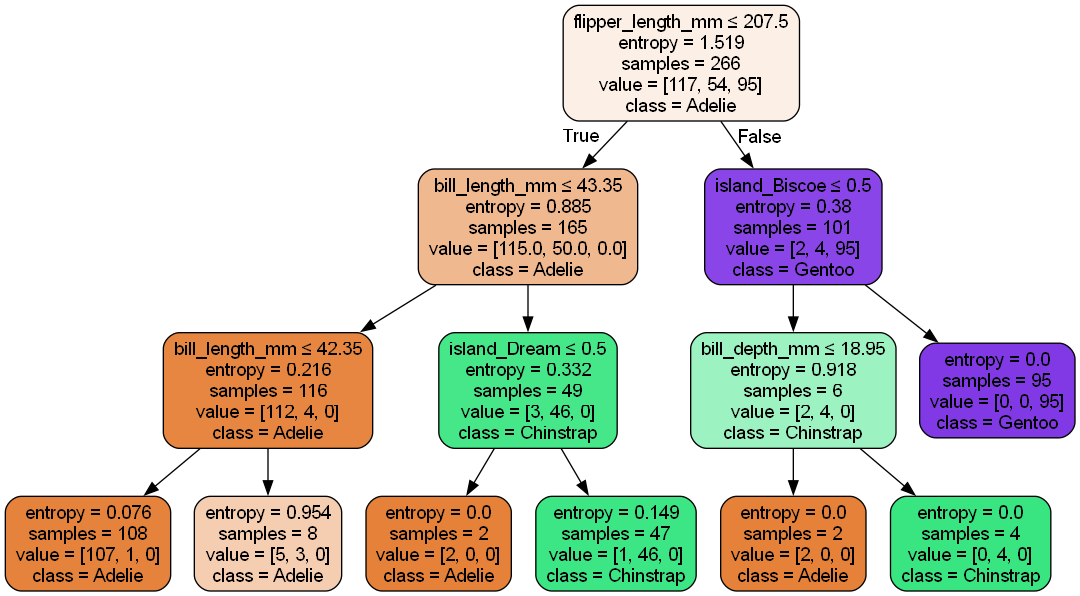 flipper_length_mm ≤ 207.5
entropy = 1.519
samples = 266
value = [117, 54, 95]
class = Adelie
True
False
bill_length_mm ≤ 43.35
entropy = 0.885
samples = 165
value = [115.0, 50.0, 0.0]
class = Adelie
island_Biscoe ≤ 0.5
entropy = 0.38
samples = 101
value = [2, 4, 95]
class = Gentoo
bill_length_mm ≤ 42.35
entropy = 0.216
samples = 116
value = [112, 4, 0]
class = Adelie
island_Dream ≤ 0.5
entropy = 0.332
samples = 49
value = [3, 46, 0]
class = Chinstrap
bill_depth_mm ≤ 18.95
entropy = 0.918
samples = 6
value = [2, 4, 0]
class = Chinstrap
entropy = 0.0
samples = 95
value = [0, 0, 95]
class = Gentoo
entropy = 0.076
samples = 108
value = [107, 1, 0]
class = Adelie
entropy = 0.954
samples = 8
value = [5, 3, 0]
class = Adelie
entropy = 0.0
samples = 2
value = [2, 0, 0]
class = Adelie
entropy = 0.149
samples = 47
value = [1, 46, 0]
class = Chinstrap
entropy = 0.0
samples = 2
value = [2, 0, 0]
class = Adelie
entropy = 0.0
samples = 4
value = [0, 4, 0]
class = Chinstrap